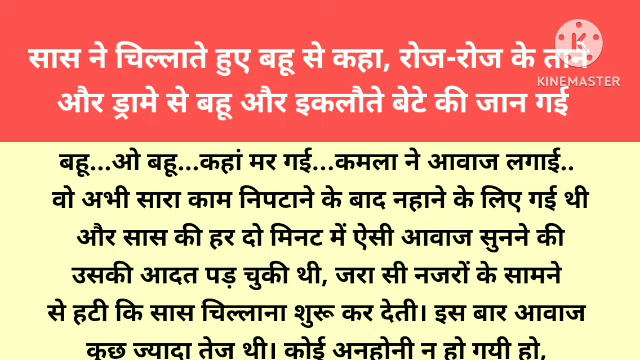 सास ने चिल्लाते हुए बहू से कहा, रोज-रोज के ताने
और ड्रामे से बहू और इकलौते बेटे की जान गई
KINEMASTER
बहू...ओ बहू...कहां मर गई...कमला ने आवाज लगाई..
वो अभी सारा काम निपटाने के बाद नहाने के लिए गई थी
और सास की हर दो मिनट में ऐसी आवाज सुनने की
उसकी आदत पड़ चुकी थी, जरा सी नजरों के सामने
से हटी कि सास चिल्लाना शुरू कर देती। इस बार आवाज
कुछ ज्यादा तेज थी। कोई अनहोनी न हो गयी हो,